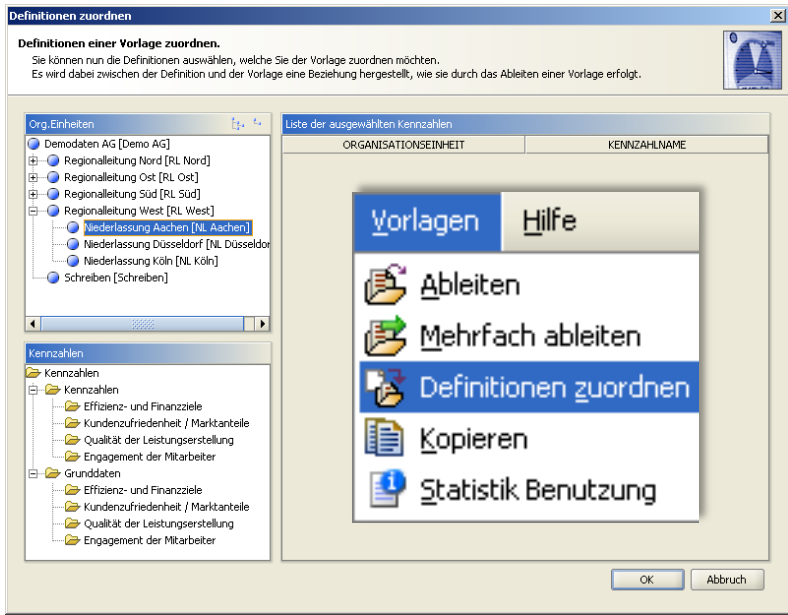 Definitionen zuordnen
Definitionen einer Vorlage zuordnen.
Sie können nun die Definitionen auswählen, welche Sie der Vorlage zuordnen möchten.
Es wird dabei zwischen der Definition und der Vorlage eine Beziehung hergestellt, wie sie durch das Ableiten einer Vorlage erfolgt.
Org.Einheiten
Demodaten AG [Demo AG]
Regionalleitung Nord [RL Nord]
Regionalleitung Ost [RL Ost]
Regionalleitung Süd [RL Süd]
Regionalleitung West [RL West]
Niederlassung Aachen [NL Aachen]
Niederlassung Düsseldorf [NL Düsseldor
Niederlassung Köln [NL Köln]
Schreiben [Schreiben]
Kennzahlen
Kennzahlen
Kennzahlen
Effizienz- und Finanzziele
Kundenzufriedenheit / Marktanteile
Qualität der Leistungserstellung
Engagement der Mitarbeiter
Grunddaten
Effizienz- und Finanzziele
Kundenzufriedenheit / Marktanteile
Qualität der Leistungserstellung
Engagement der Mitarbeiter
Liste der ausgewählten Kennzahlen
ORGANISATIONSEINHEIT KENNZAHLNAME
Vorlagen Hilfe
Ableiten
Mehrfach ableiten
Definitionen zuordnen
Kopieren
Statistik Benutzung
OK Abbruch